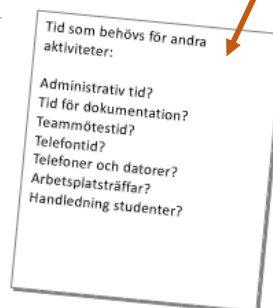 Tid som behövs för andra
aktiviteter:
Administrativ tid?
Tid för dokumentation?
Teammötestid?
Telefontid?
Telefoner och datorer?
Arbetsplatsträffar?
Handledning studenter?